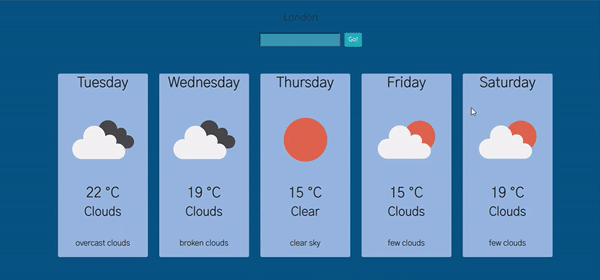 London
Go!
Tuesday Wednesday Thursday Friday Saturday
22 °C 19 °C 15 °C 15 °C 19 °C
Clouds Clouds Clear Clouds Clouds
overcast clouds broken clouds clear sky few clouds few clouds